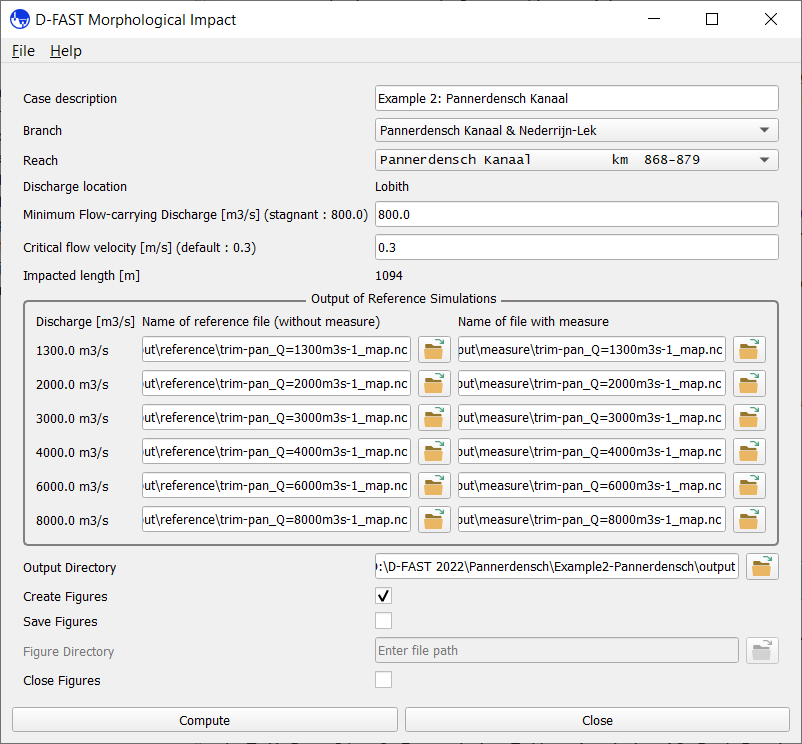 D-FAST Morphological Impact
File Help
Case description Example 2: Pannerdensch Kanaal
Branch Pannerdensch Kanaal & Nederrijn-Lek
Reach Pannerdensch Kanaal km 868-879
Discharge location Lobith
Minimum Flow-carrying Discharge [m3/s] (stagnant : 800.0) 800.0
Critical flow velocity [m/s] (default : 0.3) 0.3
Impacted length [m] 1094
Output of Reference Simulations
Discharge [m3/s] Name of reference file (without measure) Name of file with measure
1300.0 m3/s put\reference\trim-pan_Q=1300m3s-1_map.nc put\measure\trim-pan_Q=1300m3s-1_map.nc
2000.0 m3/s put\reference\trim-pan_Q=2000m3s-1_map.nc put\measure\trim-pan_Q=2000m3s-1_map.nc
3000.0 m3/s put\reference\trim-pan_Q=3000m3s-1_map.nc put\measure\trim-pan_Q=3000m3s-1_map.nc
4000.0 m3/s put\reference\trim-pan_Q=4000m3s-1_map.nc put\measure\trim-pan_Q=4000m3s-1_map.nc
6000.0 m3/s put\reference\trim-pan_Q=6000m3s-1_map.nc put\measure\trim-pan_Q=6000m3s-1_map.nc
8000.0 m3/s put\reference\trim-pan_Q=8000m3s-1_map.nc put\measure\trim-pan_Q=8000m3s-1_map.nc
Output Directory :\D-FAST 2022\Pannerdensch\Example2-Pannerdensch\output
Create Figures
Save Figures
Figure Directory Enter file path
Close Figures
Compute Close